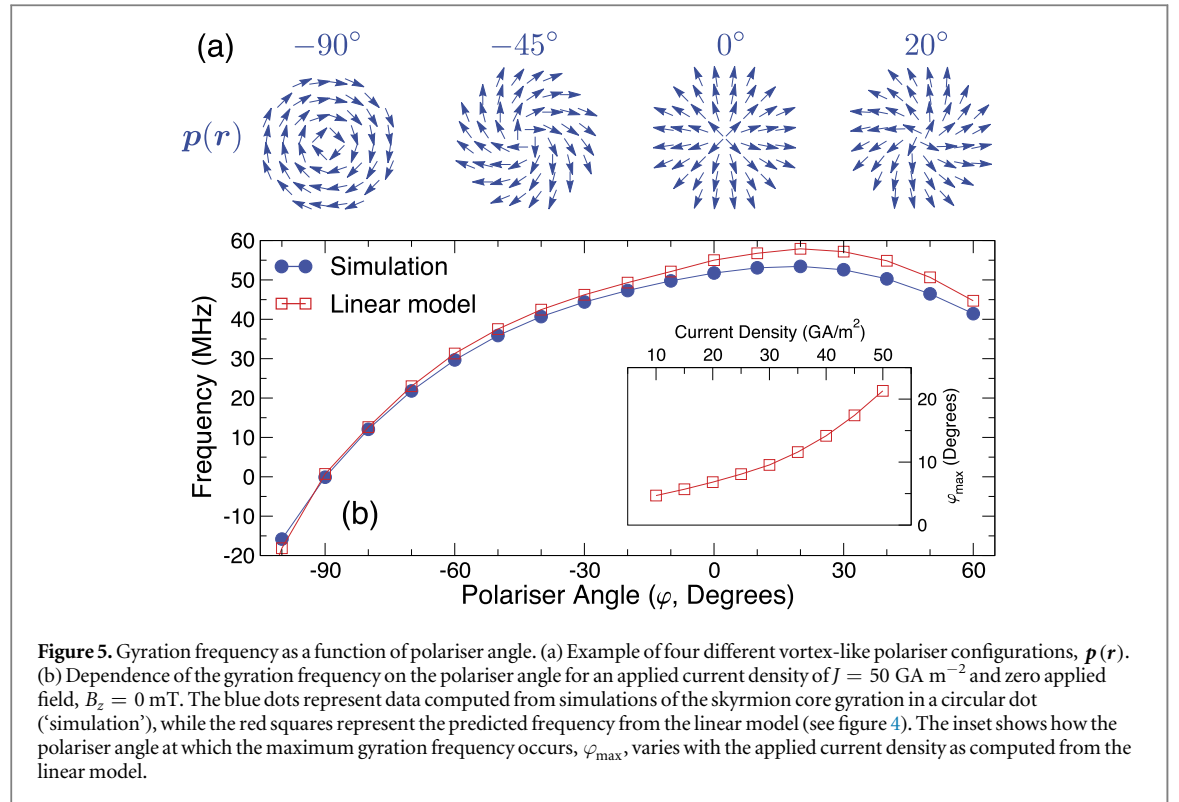 (a) −90° −45° 0° 20°
p(r)
60
50
40
30
20
10
0
-10
-20
Frequency (MHz)
Simulation
Linear model
Current Density (GA/m²)
10 20 30 40 50
20
10
0
φmax (Degrees)
(b)
-90 -60 -30 0 30 60
Polariser Angle (φ, Degrees)
Figure 5. Gyration frequency as a function of polariser angle. (a) Example of four different vortex-like polariser configurations, p(r).
(b) Dependence of the gyration frequency on the polariser angle for an applied current density of J = 50 GA m⁻² and zero applied
field, Bz = 0 mT. The blue dots represent data computed from simulations of the skyrmion core gyration in a circular dot
(‘simulation’), while the red squares represent the predicted frequency from the linear model (see figure 4). The inset shows how the
polariser angle at which the maximum gyration frequency occurs, φmax, varies with the applied current density as computed from the
linear model.